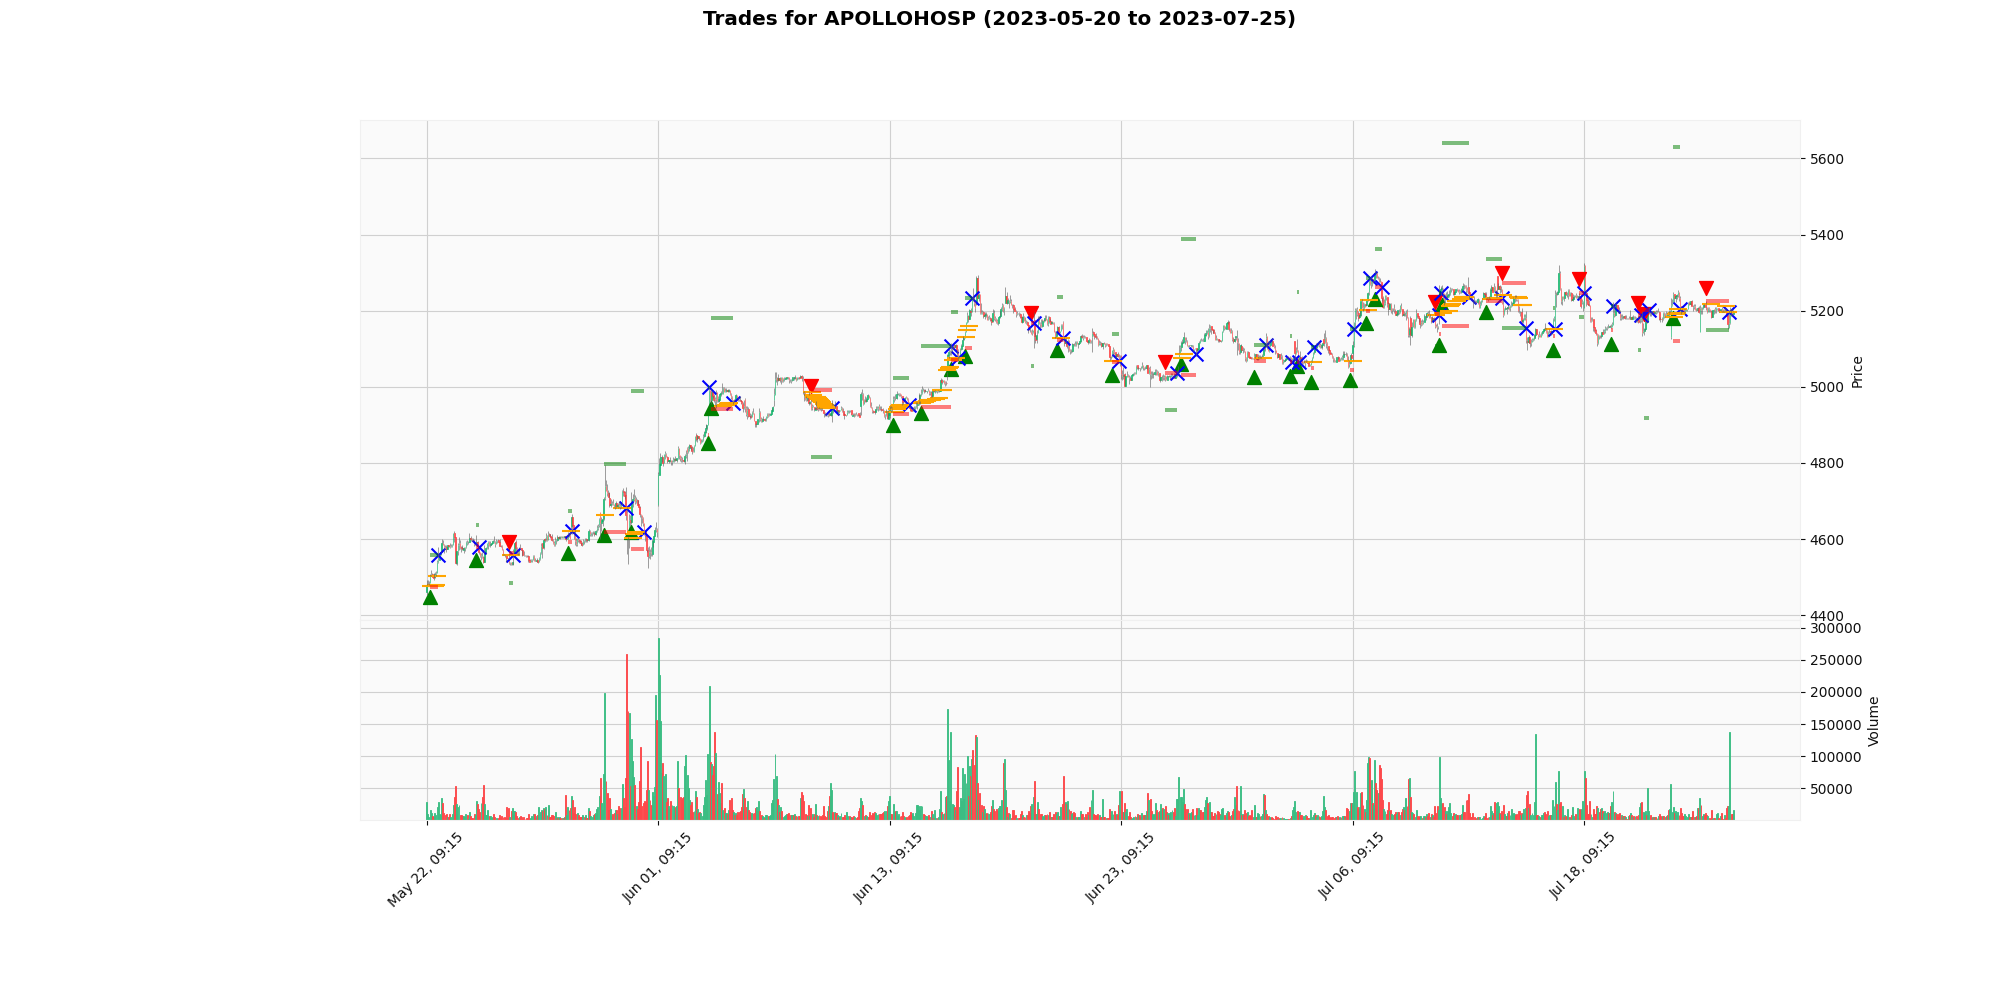 Trades for APOLLOHOSP (2023-05-20 to 2023-07-25)
5600
5400
5200
5000
4800
4600
4400
Price
300000
250000
200000
150000
100000
50000
Volume
May 22, 09:15
Jun 01, 09:15
Jun 13, 09:15
Jun 23, 09:15
Jul 06, 09:15
Jul 18, 09:15